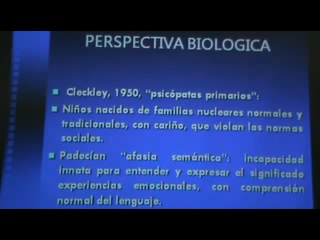 PERSPECTIVA BIOLOGICA
Cleckley, 1950, "psicópatas primarios":
Niños nacidos de familias nucleares normales y
tradicionales, con cariño, que violan las normas
sociales.
Padecían "afasia semántica": incapacidad
innata para entender y expresar el significado
experiencias emocionales, con comprensión
normal del lenguaje.